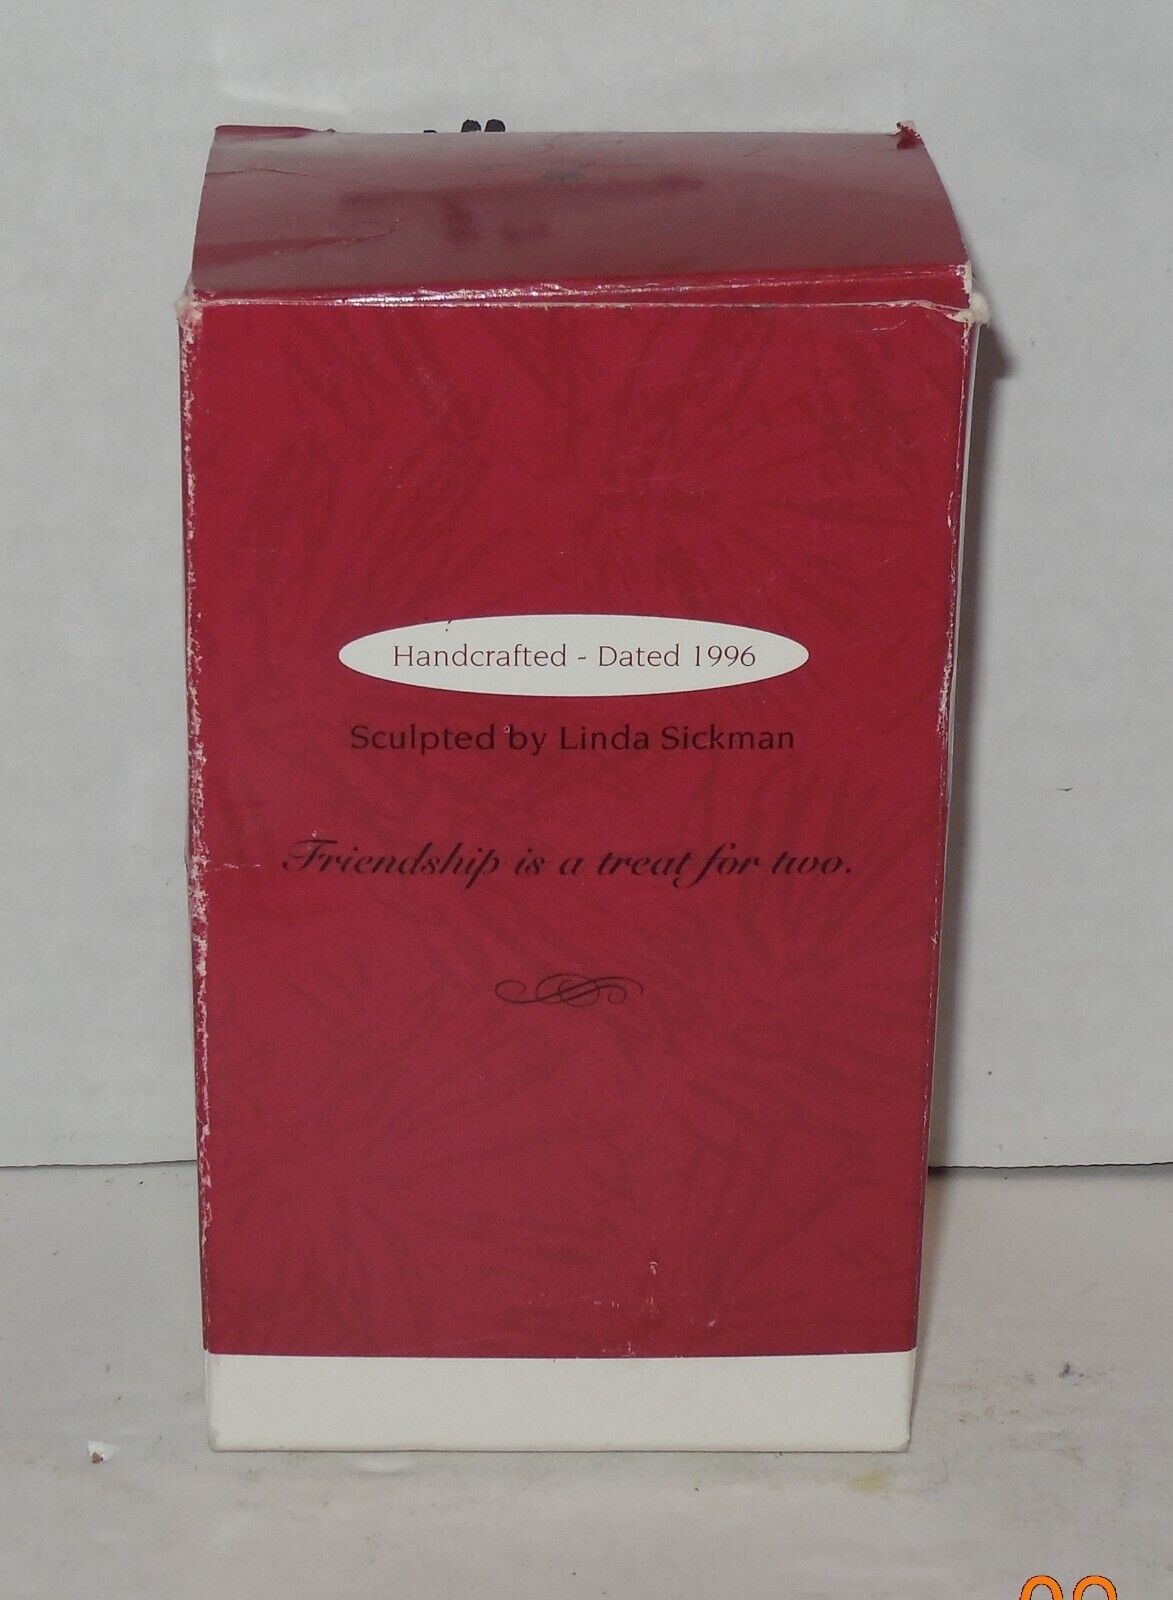 Handcrafted - Dated 1996
Sculpted by Linda Sickman
Friendship is a treat for two.